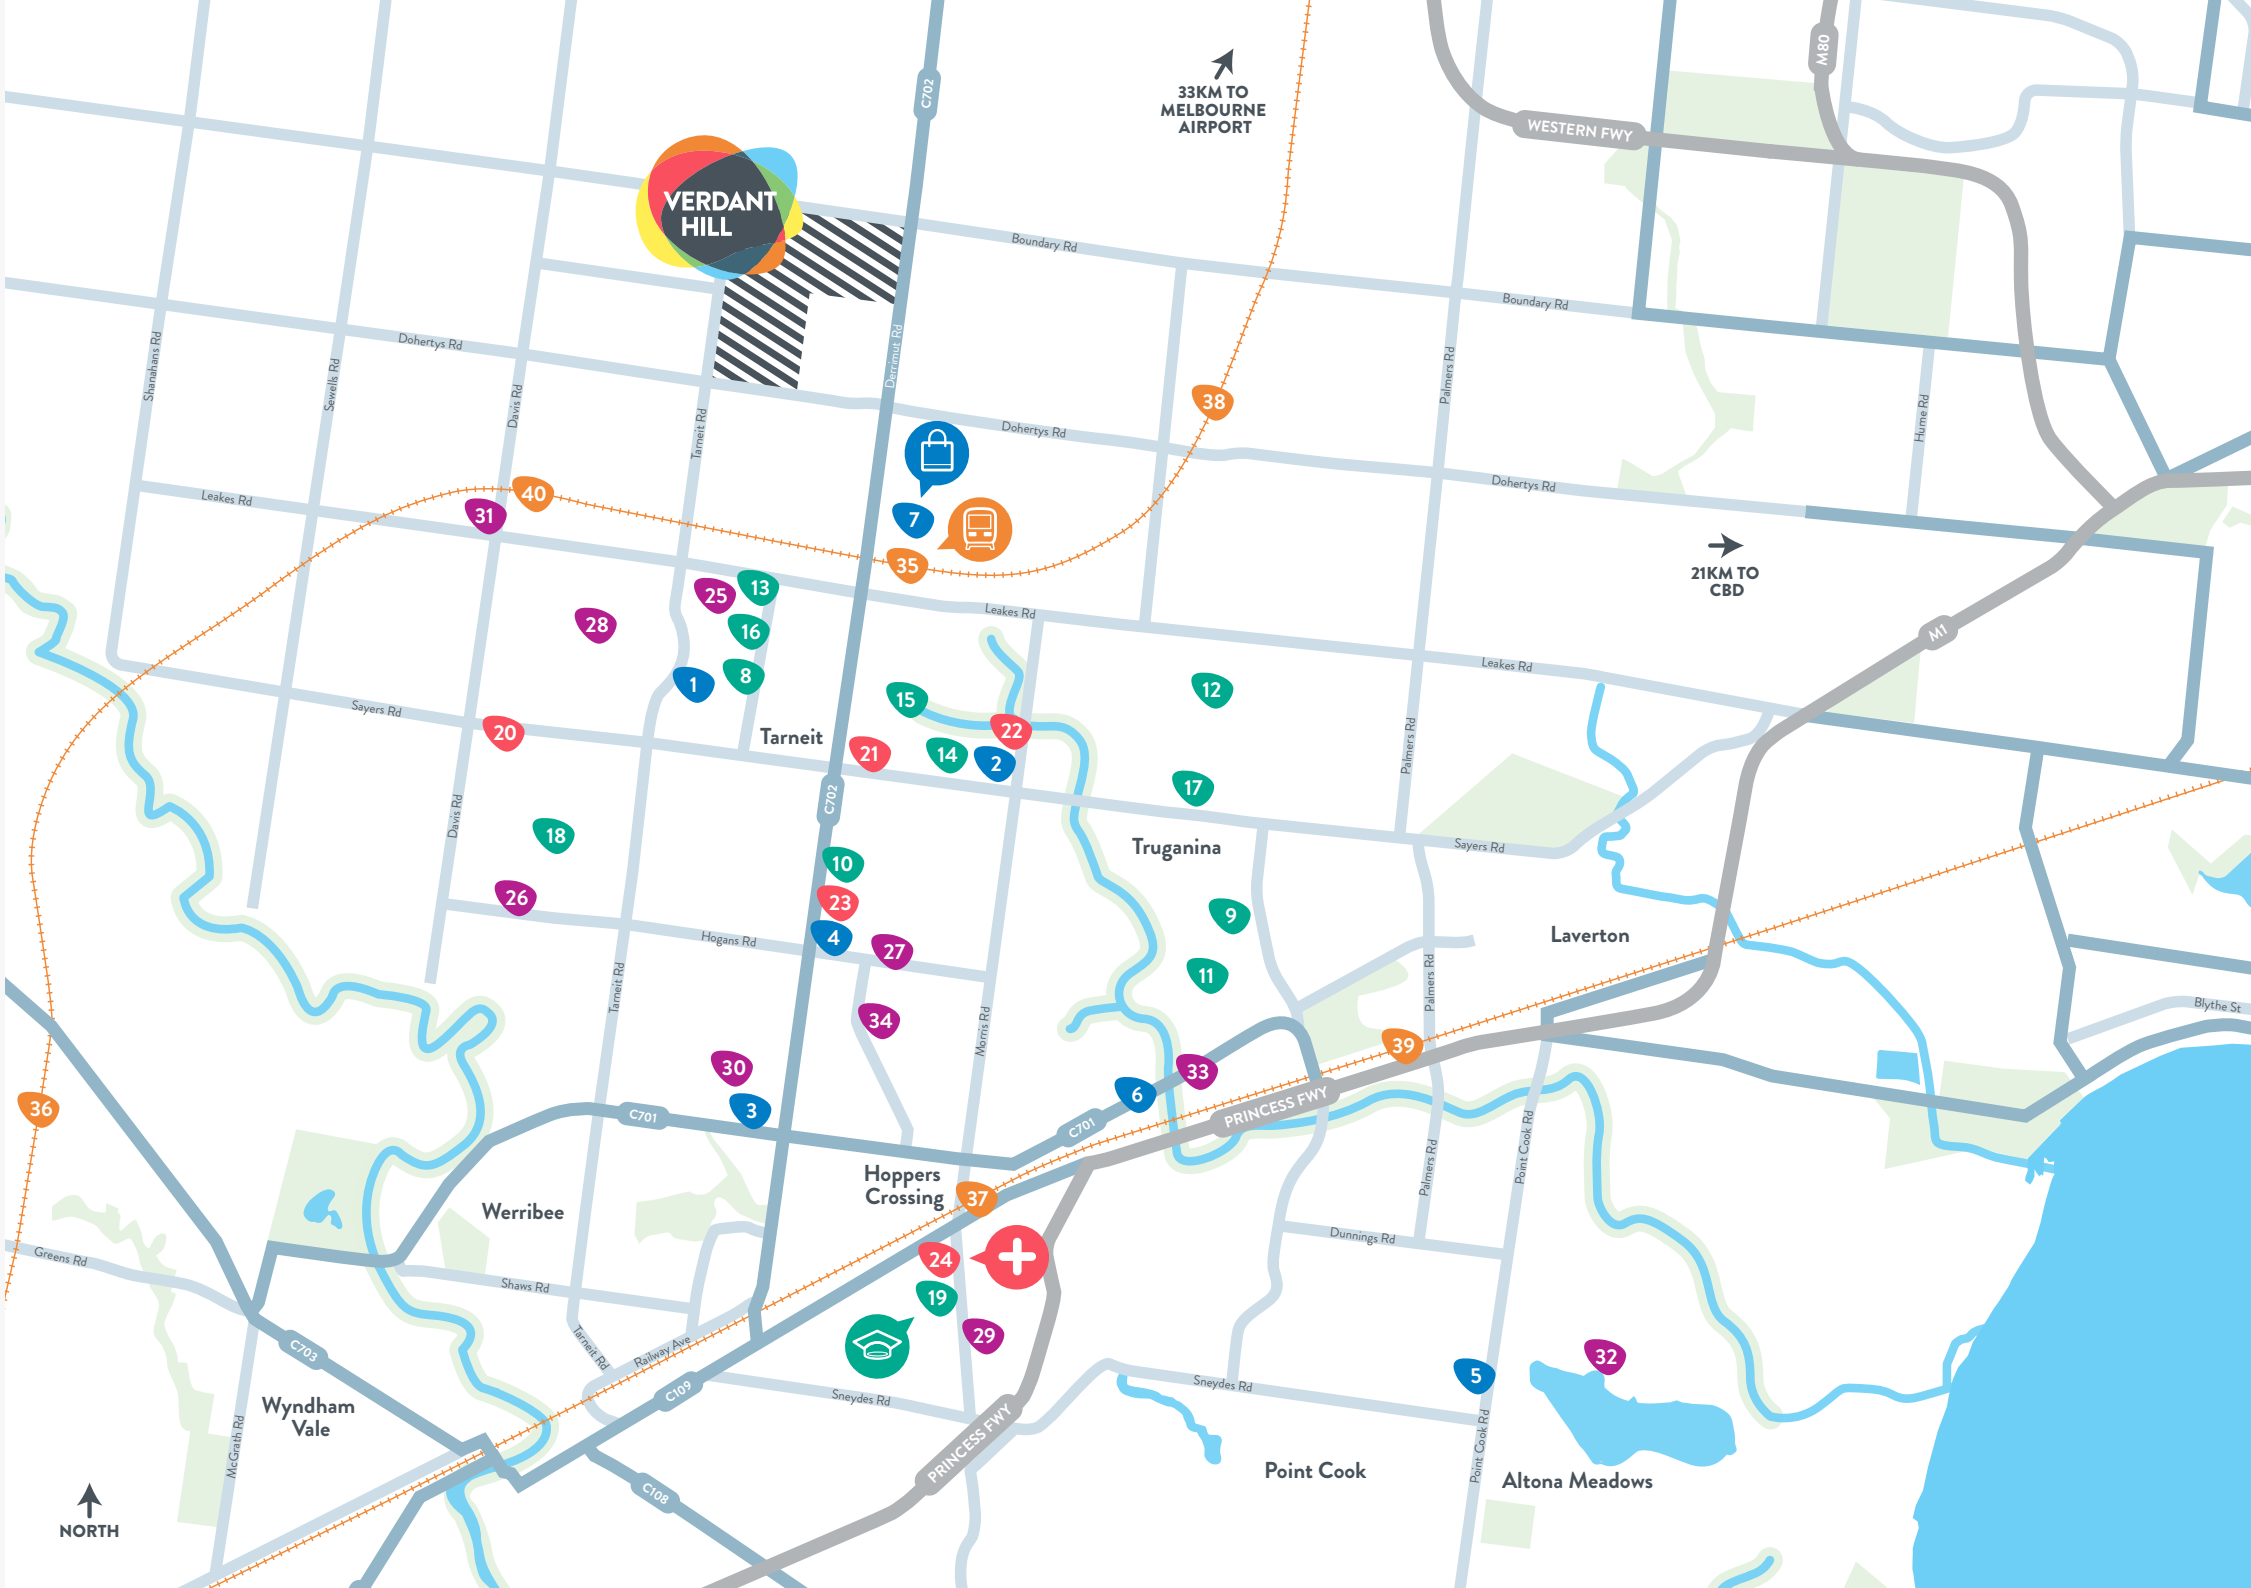 C702
M80
33KM TO
MELBOURNE
AIRPORT
WESTERN FWY
VERDANT
HILL
Boundary Rd
Boundary Rd
Shanahans Rd
Dohertys Rd
Sewells Rd
Davis Rd
Tarneit Rd
Derrimut Rd
Palmers Rd
Hume Rd
38
Dohertys Rd
Dohertys Rd
Leakes Rd
40
31
7
35
21KM TO
CBD
25
13
28
16
Leakes Rd
M1
1
8
15
12
Leakes Rd
Sayers Rd
20
Tarneit
21
14
22
2
Palmers Rd
17
C702
Davis Rd
18
Truganina
Sayers Rd
10
26
23
9
Hogans Rd
4
27
Laverton
11
Tarneit Rd
34
Morris Rd
Palmers Rd
Blythe St
30
33
39
36
3
6
C701
C701
PRINCESS FWY
Point Cook Rd
Palmers Rd
Hoppers
Crossing
37
Werribee
Dunnings Rd
Greens Rd
Shaws Rd
24
19
29
Tarneit Rd
Railway Ave
C703
C109
Sneydes Rd
Sneydes Rd
5
32
Wyndham
Vale
McGrath Rd
PRINCESS FWY
Point Cook Rd
Point Cook
Altona Meadows
C108
NORTH